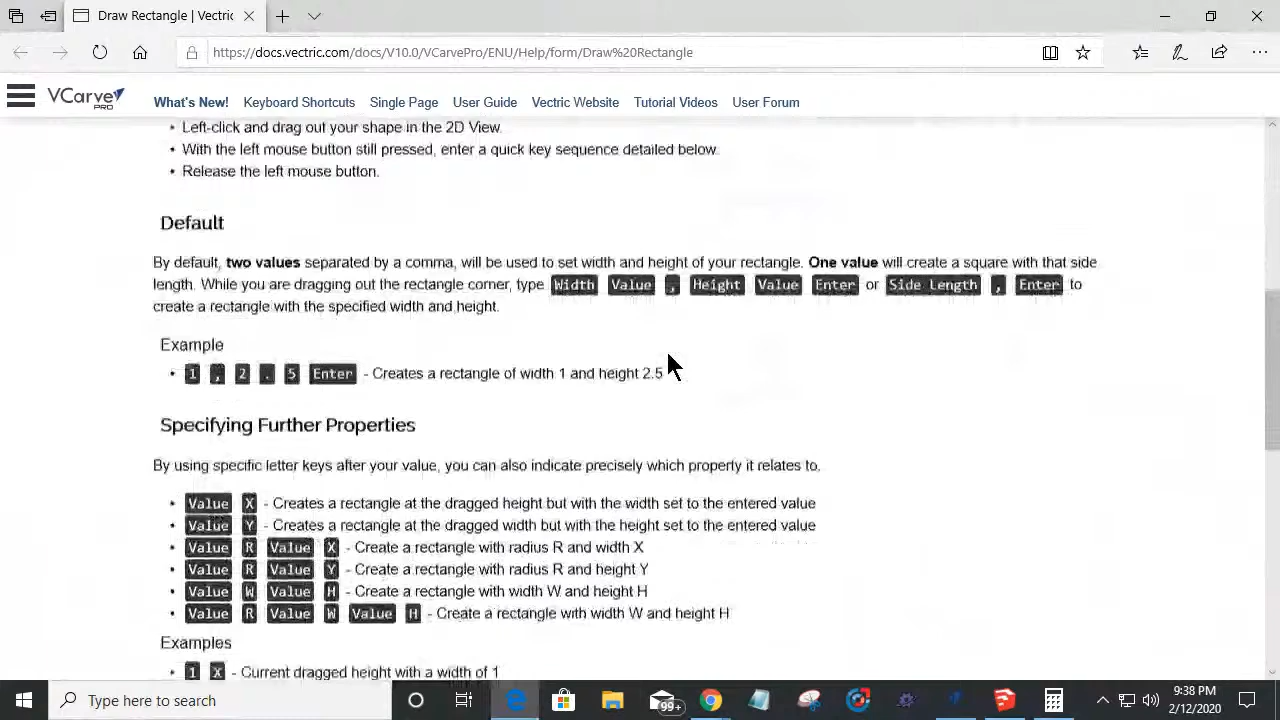 Draw Rectangle | Vectric V
https://docs.vectric.com/docs/V10.0/VCarvePro/ENU/Help/form/Draw%20Rectangle
VCarve PRO What's New! Keyboard Shortcuts Single Page User Guide Vectric Website Tutorial Videos User Forum
• Left-click and drag out your shape in the 2D View.
• With the left mouse button still pressed, enter a quick key sequence detailed below.
• Release the left mouse button.
Default
By default, two values separated by a comma, will be used to set width and height of your rectangle. One value will create a square with that side
length. While you are dragging out the rectangle corner, type Width Value , Height Value Enter or Side Length , Enter to
create a rectangle with the specified width and height.
Example
• 1 , 2 . 5 Enter - Creates a rectangle of width 1 and height 2.5
Specifying Further Properties
By using specific letter keys after your value, you can also indicate precisely which property it relates to.
• Value X - Creates a rectangle at the dragged height but with the width set to the entered value
• Value Y - Creates a rectangle at the dragged width but with the height set to the entered value
• Value R Value X - Create a rectangle with radius R and width X
• Value R Value Y - Create a rectangle with radius R and height Y
• Value W Value H - Create a rectangle with width W and height H
• Value R Value W Value H - Create a rectangle with width W and height H
Examples
• 1 X - Current dragged height with a width of 1
Type here to search
99+
9:38 PM
2/12/2020